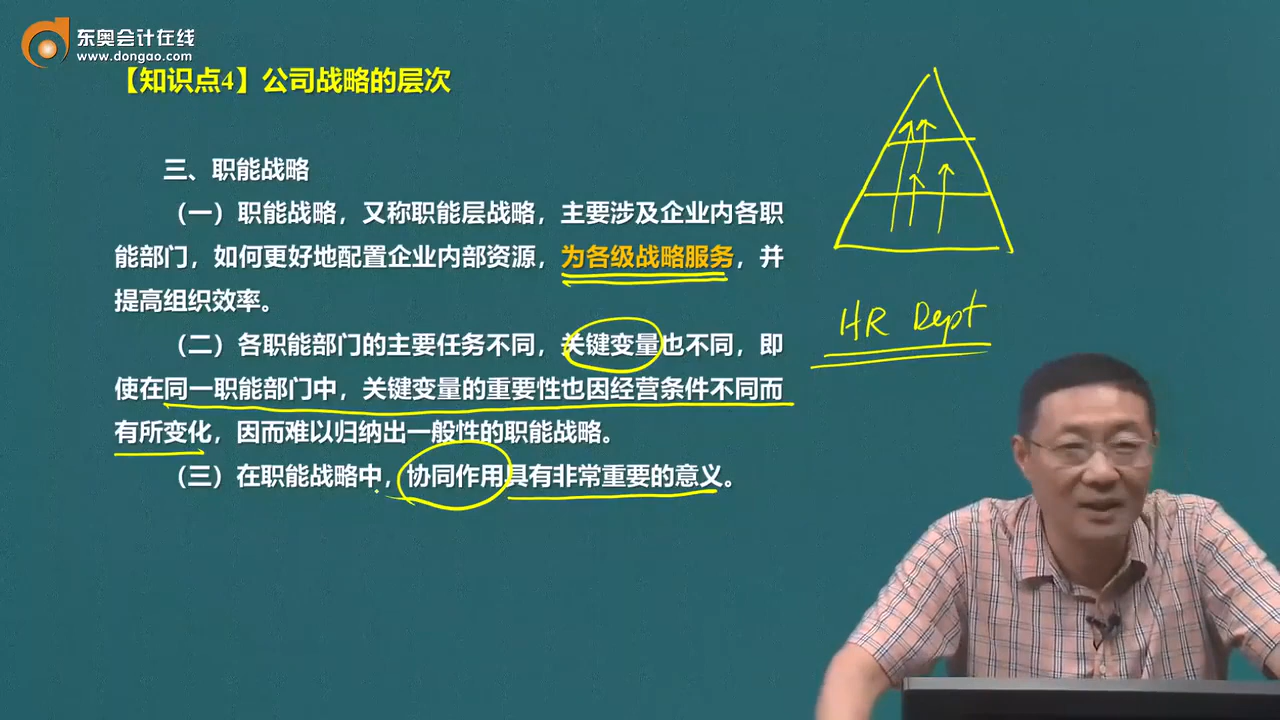 东奥会计在线
www.dongao.com
【知识点4】公司战略的层次
三、职能战略
（一）职能战略，又称职能层战略，主要涉及企业内各职
能部门，如何更好地配置企业内部资源，为各级战略服务，并
提高组织效率。
（二）各职能部门的主要任务不同，关键变量也不同，即
使在同一职能部门中，关键变量的重要性也因经营条件不同而
有所变化，因而难以归纳出一般性的职能战略。
（三）在职能战略中，协同作用具有非常重要的意义。
HR Dept